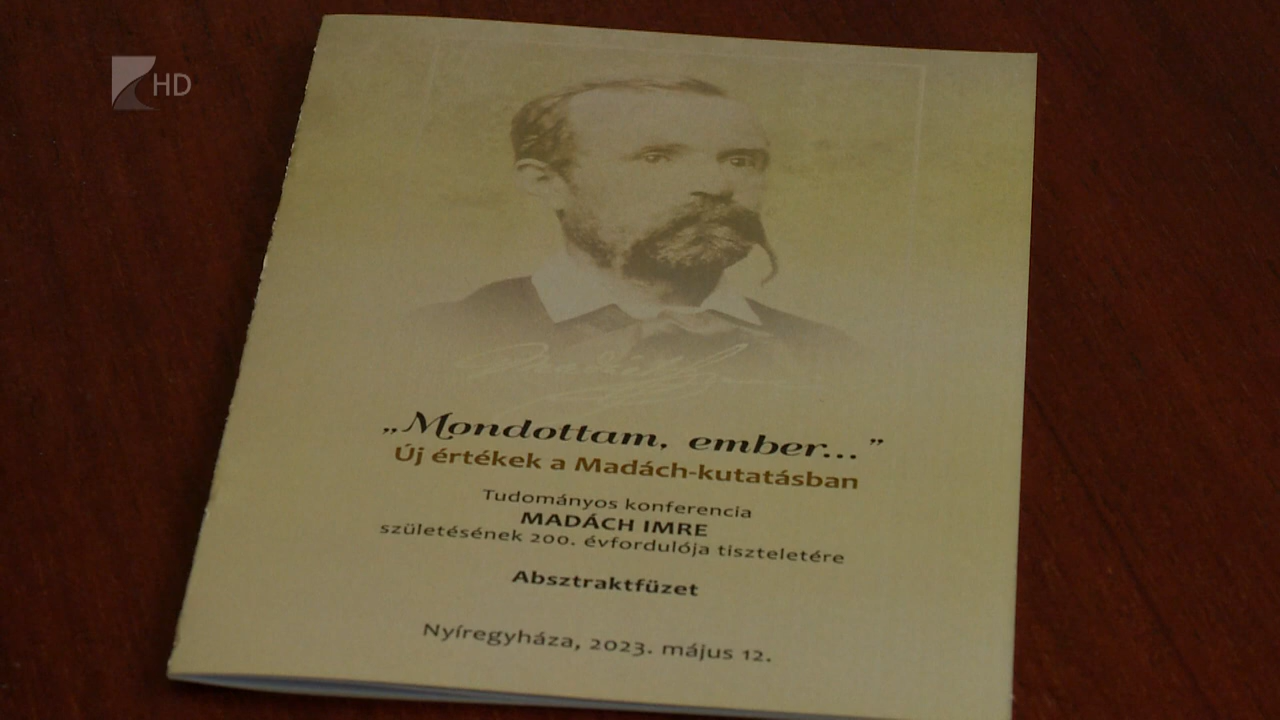 HD
„Mondottam, ember...”
Új értékek a Madách-kutatásban
Tudományos konferencia
MADÁCH IMRE
születésének 200. évfordulója tiszteletére
Absztraktfüzet
Nyíregyháza, 2023. május 12.